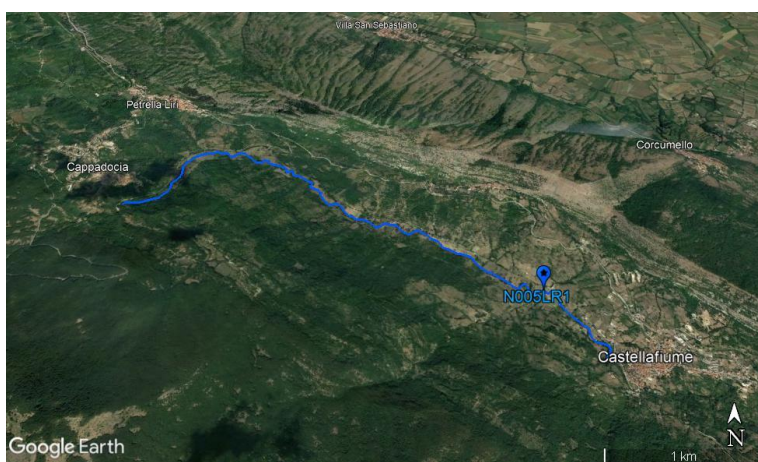 Villa San Sebastiano
Petrella Liri
Cappadocia
Corcumello
N005LR1
Castellafiume
N
Google Earth
1 km